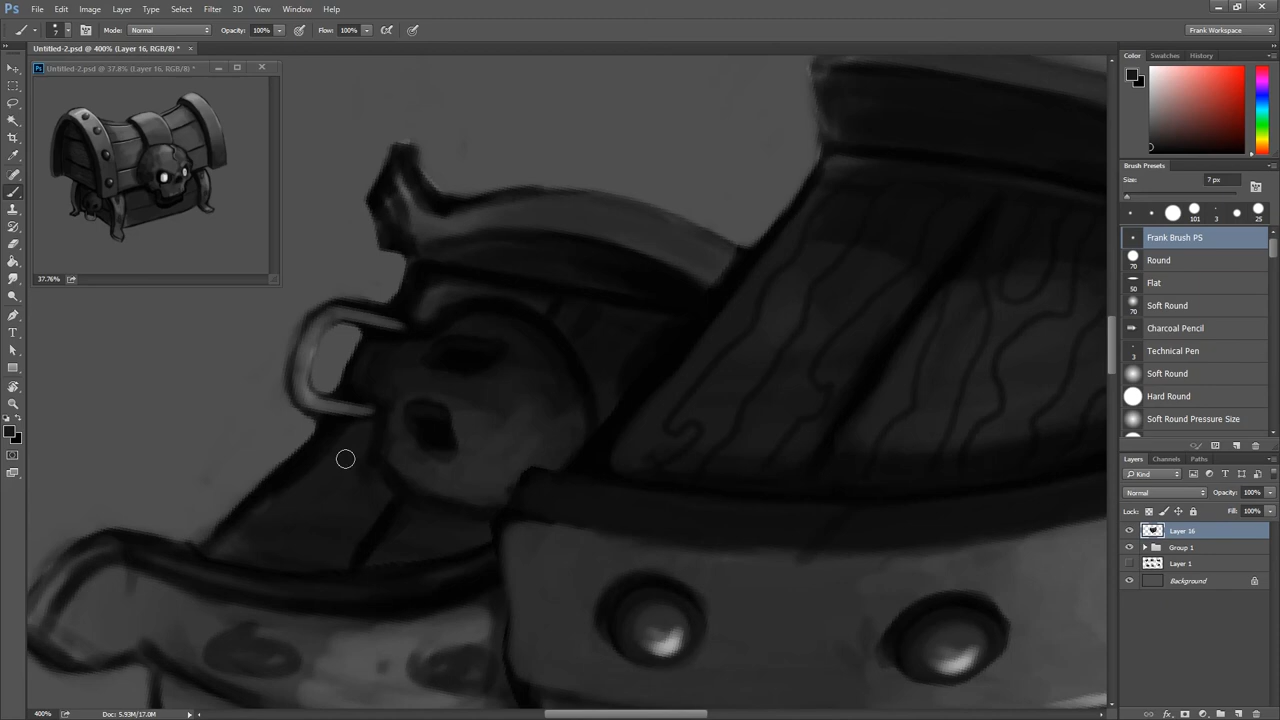 Ps File Edit Image Layer Type Select Filter 3D View Window Help
7 Mode: Normal Opacity: 100% Flow: 100% Frank Workspace
Untitled-2.psd @ 400% (Layer 16, RGB/8) * ×
Untitled-2.psd @ 37.8% (Layer 16, RGB/8) *
37.76%
Color Swatches History
Brush Presets
Size: 7 px
101 3 25
Frank Brush PS
70 Round
50 Flat
70 Soft Round
Charcoal Pencil
3 Technical Pen
Soft Round
Hard Round
Soft Round Pressure Size
Layers Channels Paths
Kind
Normal Opacity: 100%
Lock: Fill: 100%
Layer 16
Group 1
Layer 1
Background
400% Doc: 5.93M/17.0M